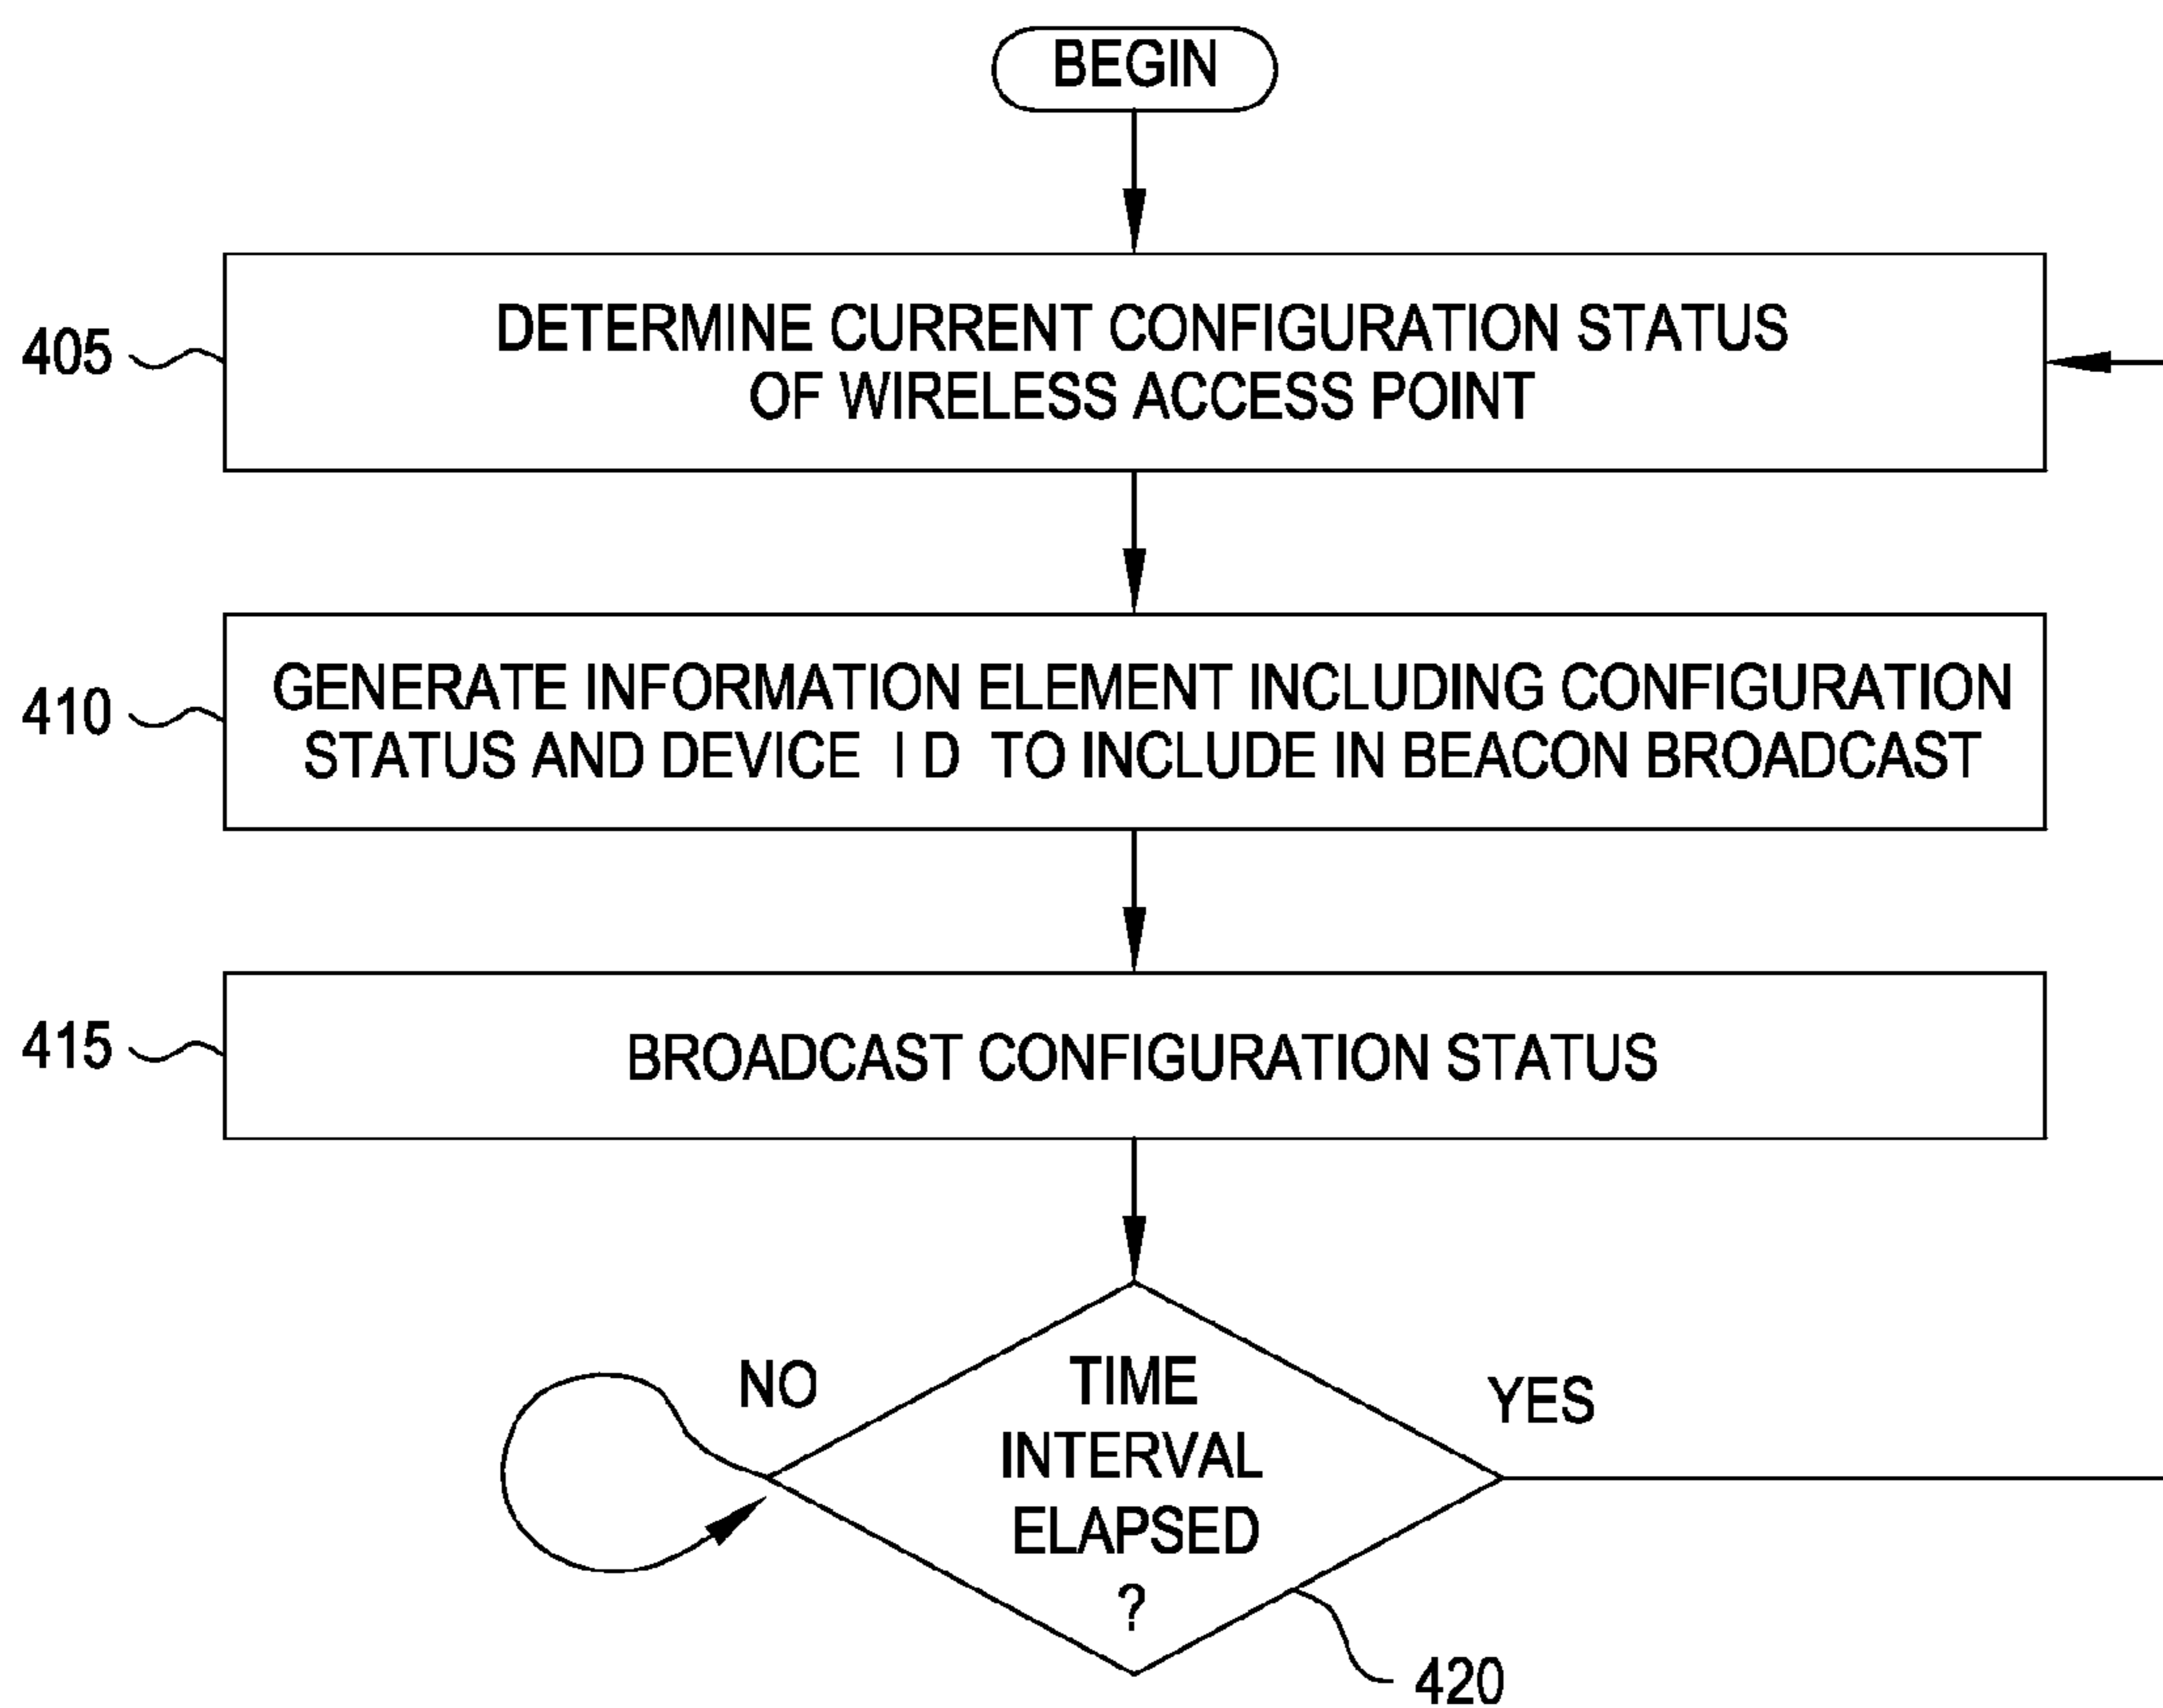 BEGIN
405
DETERMINE CURRENT CONFIGURATION STATUS
OF WIRELESS ACCESS POINT
410
GENERATE INFORMATION ELEMENT INCLUDING CONFIGURATION
STATUS AND DEVICE I D TO INCLUDE IN BEACON BROADCAST
415
BROADCAST CONFIGURATION STATUS
NO
TIME
INTERVAL
ELAPSED
?
YES
420